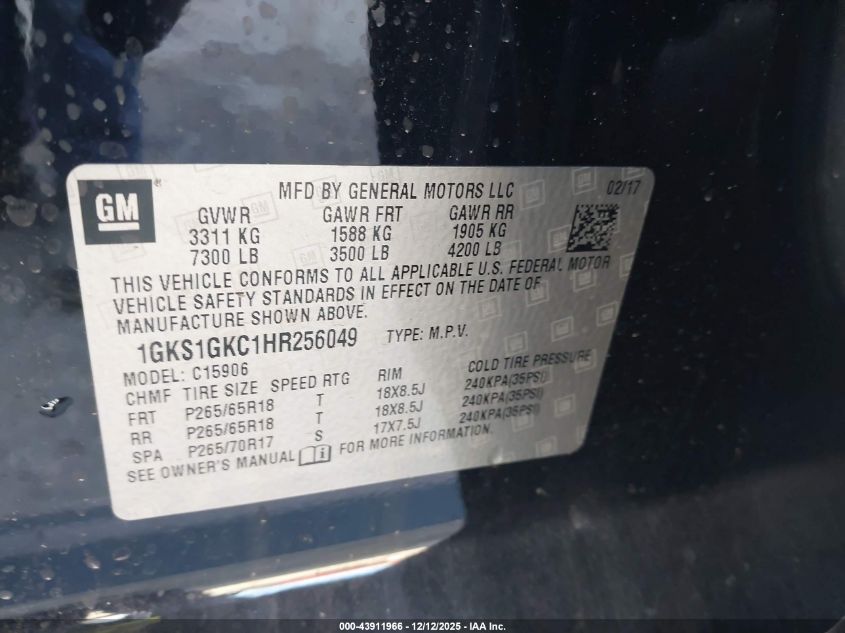 GM
MFD BY GENERAL MOTORS LLC 02/17
GVWR GAWR FRT GAWR RR
3311 KG 1588 KG 1905 KG
7300 LB 3500 LB 4200 LB
THIS VEHICLE CONFORMS TO ALL APPLICABLE U.S. FEDERAL MOTOR
VEHICLE SAFETY STANDARDS IN EFFECT ON THE DATE OF
MANUFACTURE SHOWN ABOVE.
1GKS1GKC1HR256049 TYPE: M.P.V.
MODEL: C15906
CHMF TIRE SIZE SPEED RTG RIM COLD TIRE PRESSURE
FRT P265/65R18 T 18X8.5J 240KPA(35PSI)
RR P265/65R18 T 18X8.5J 240KPA(35PSI)
SPA P265/70R17 S 17X7.5J 240KPA(35PSI)
SEE OWNER'S MANUAL FOR MORE INFORMATION.
000-43911966 - 12/12/2025 - IAA Inc.